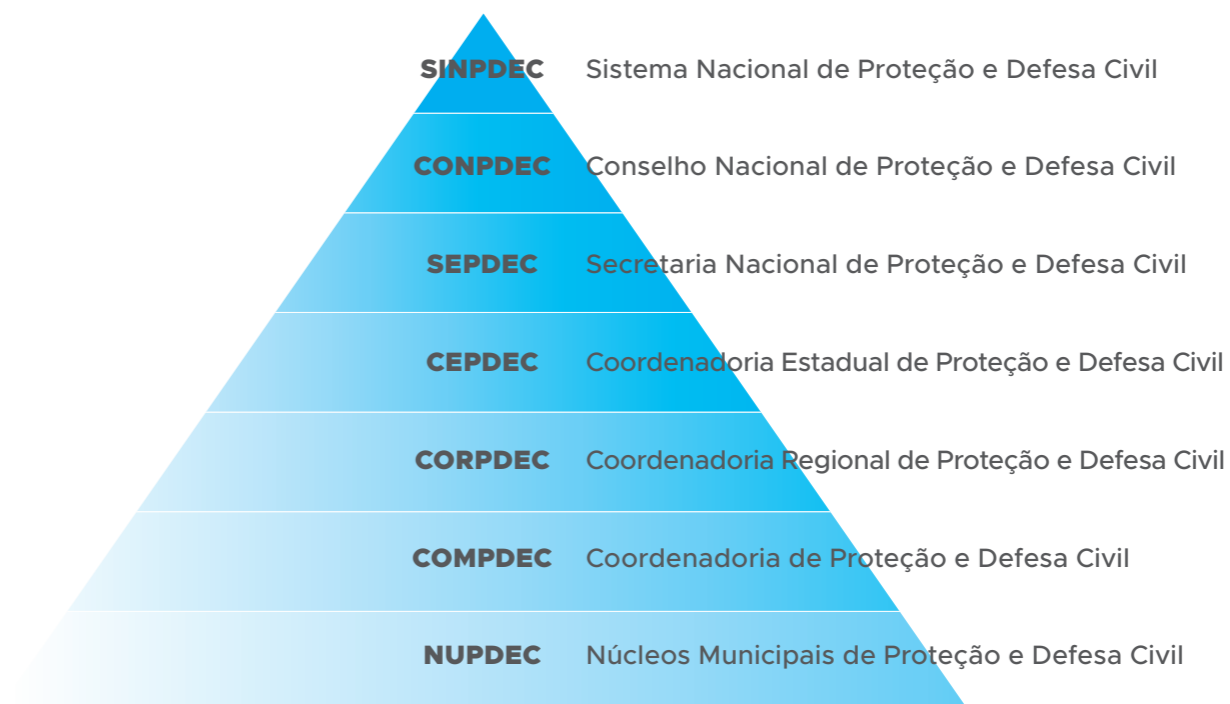 SINPDEC Sistema Nacional de Proteção e Defesa Civil
CONPDEC Conselho Nacional de Proteção e Defesa Civil
SEPDEC Secretaria Nacional de Proteção e Defesa Civil
CEPDEC Coordenadoria Estadual de Proteção e Defesa Civil
CORPDEC Coordenadoria Regional de Proteção e Defesa Civil
COMPDEC Coordenadoria de Proteção e Defesa Civil
NUPDEC Núcleos Municipais de Proteção e Defesa Civil